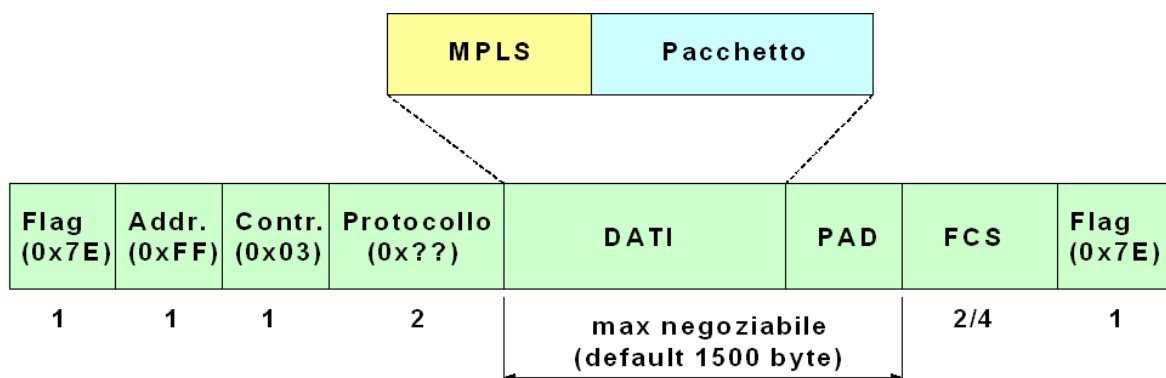 MPLS
Pacchetto
Flag
(0x7E)
Addr.
(0xFF)
Contr.
(0x03)
Protocollo
(0x??)
DATI
PAD
FCS
Flag
(0x7E)
1
1
1
2
max negoziabile
(default 1500 byte)
2/4
1